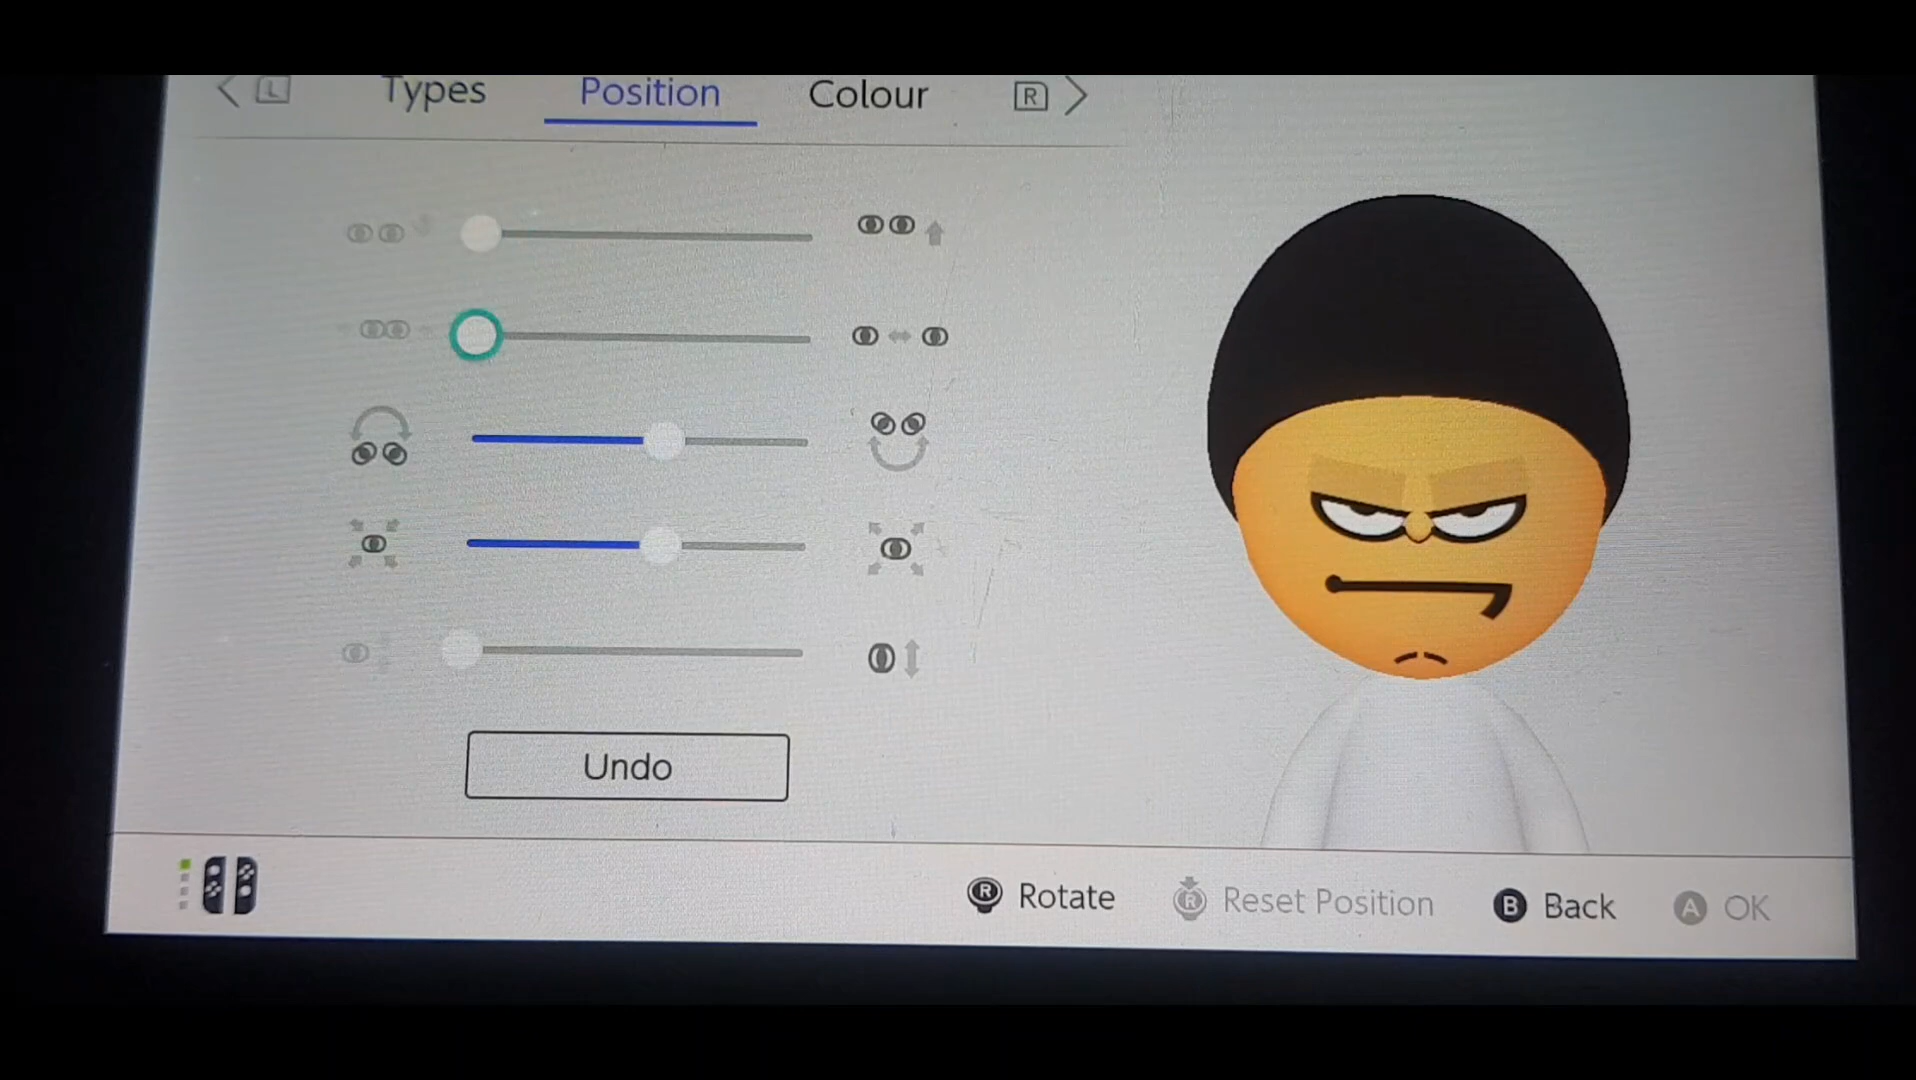 L Types Position Colour R
Undo
R Rotate R Reset Position B Back A OK